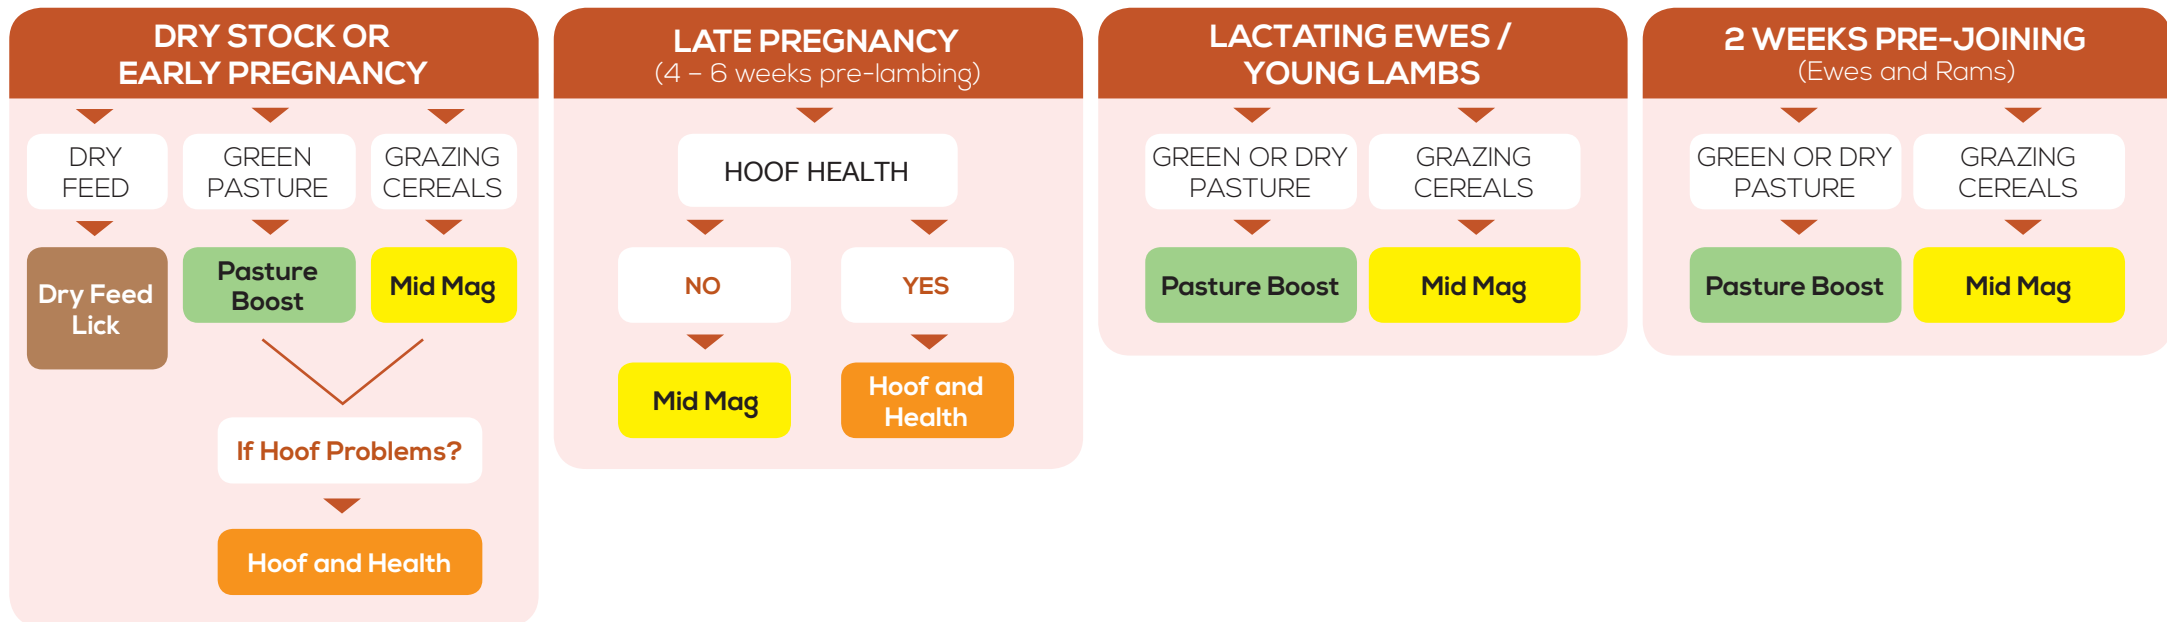 DRY STOCK OR
EARLY PREGNANCY
DRY
FEED
GREEN
PASTURE
GRAZING
CEREALS
Dry Feed
Lick
Pasture
Boost
Mid Mag
If Hoof Problems?
Hoof and Health
LATE PREGNANCY
(4 – 6 weeks pre-lambing)
HOOF HEALTH
NO
YES
Mid Mag
Hoof and
Health
LACTATING EWES /
YOUNG LAMBS
GREEN OR DRY
PASTURE
GRAZING
CEREALS
Pasture Boost
Mid Mag
2 WEEKS PRE-JOINING
(Ewes and Rams)
GREEN OR DRY
PASTURE
GRAZING
CEREALS
Pasture Boost
Mid Mag